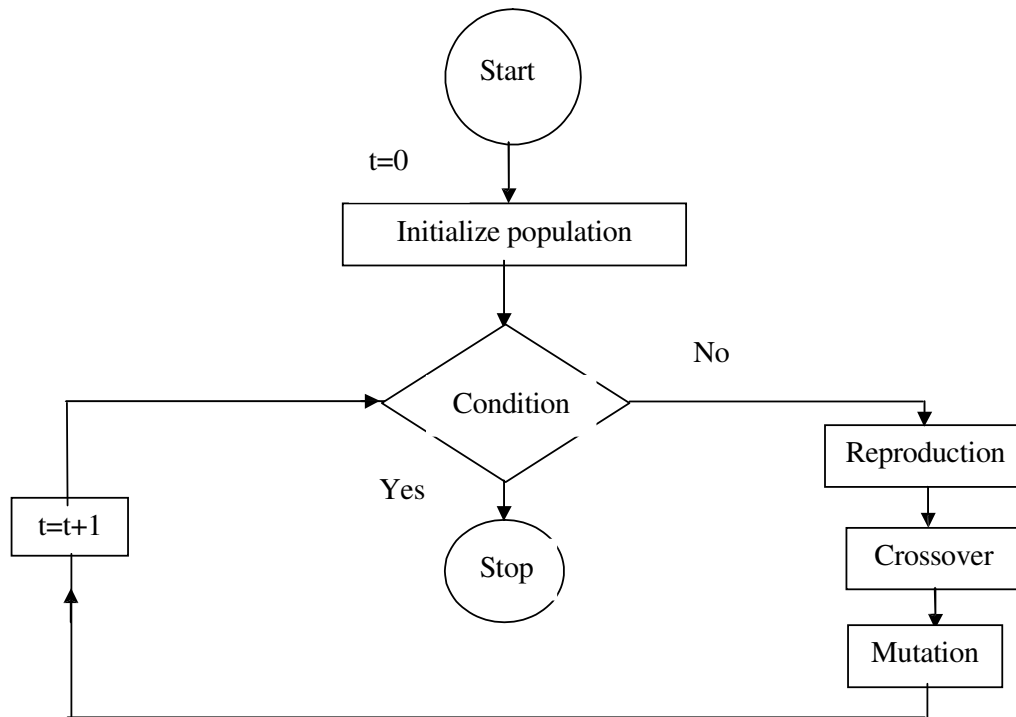 Start
t=0
Initialize population
No
Condition
Reproduction
Yes
t=t+1
Crossover
Stop
Mutation